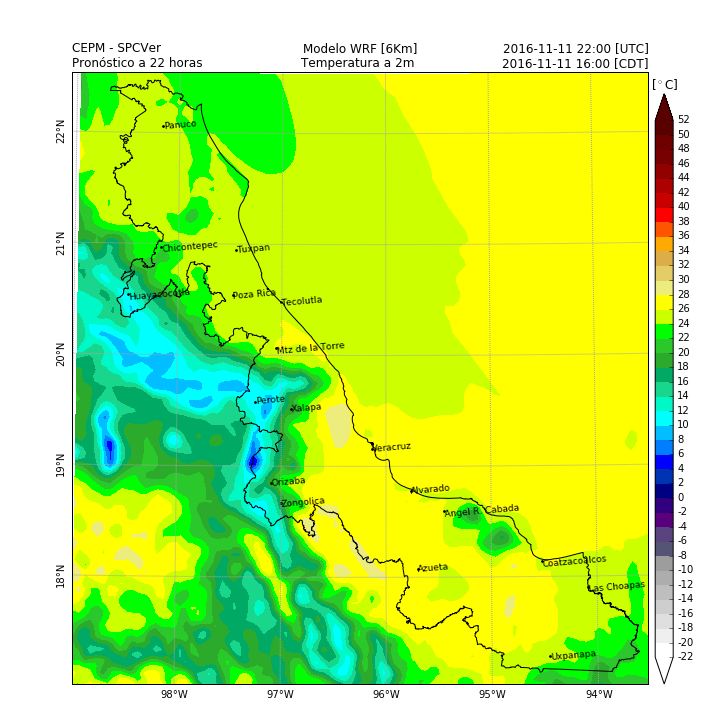 CEPM - SPCVer Modelo WRF [6Km] 2016-11-11 22:00 [UTC]
Pronóstico a 22 horas Temperatura a 2m 2016-11-11 16:00 [CDT]
[°C]
52
50
48
46
44
42
40
38
36
34
32
30
28
26
24
22
20
18
16
14
12
10
8
6
4
2
0
-2
-4
-6
-8
-10
-12
-14
-16
-18
-20
-22
22°N
21°N
20°N
19°N
18°N
Panuco
Chicontepec
Tuxpan
Huayacocotla
Poza Rica
Tecolutla
Mtz de la Torre
Perote
Xalapa
Veracruz
Orizaba
Alvarado
Zongolica
Angel R. Cabada
Azueta
Coatzacoalcos
Las Choapas
Uxpanapa
98°W 97°W 96°W 95°W 94°W